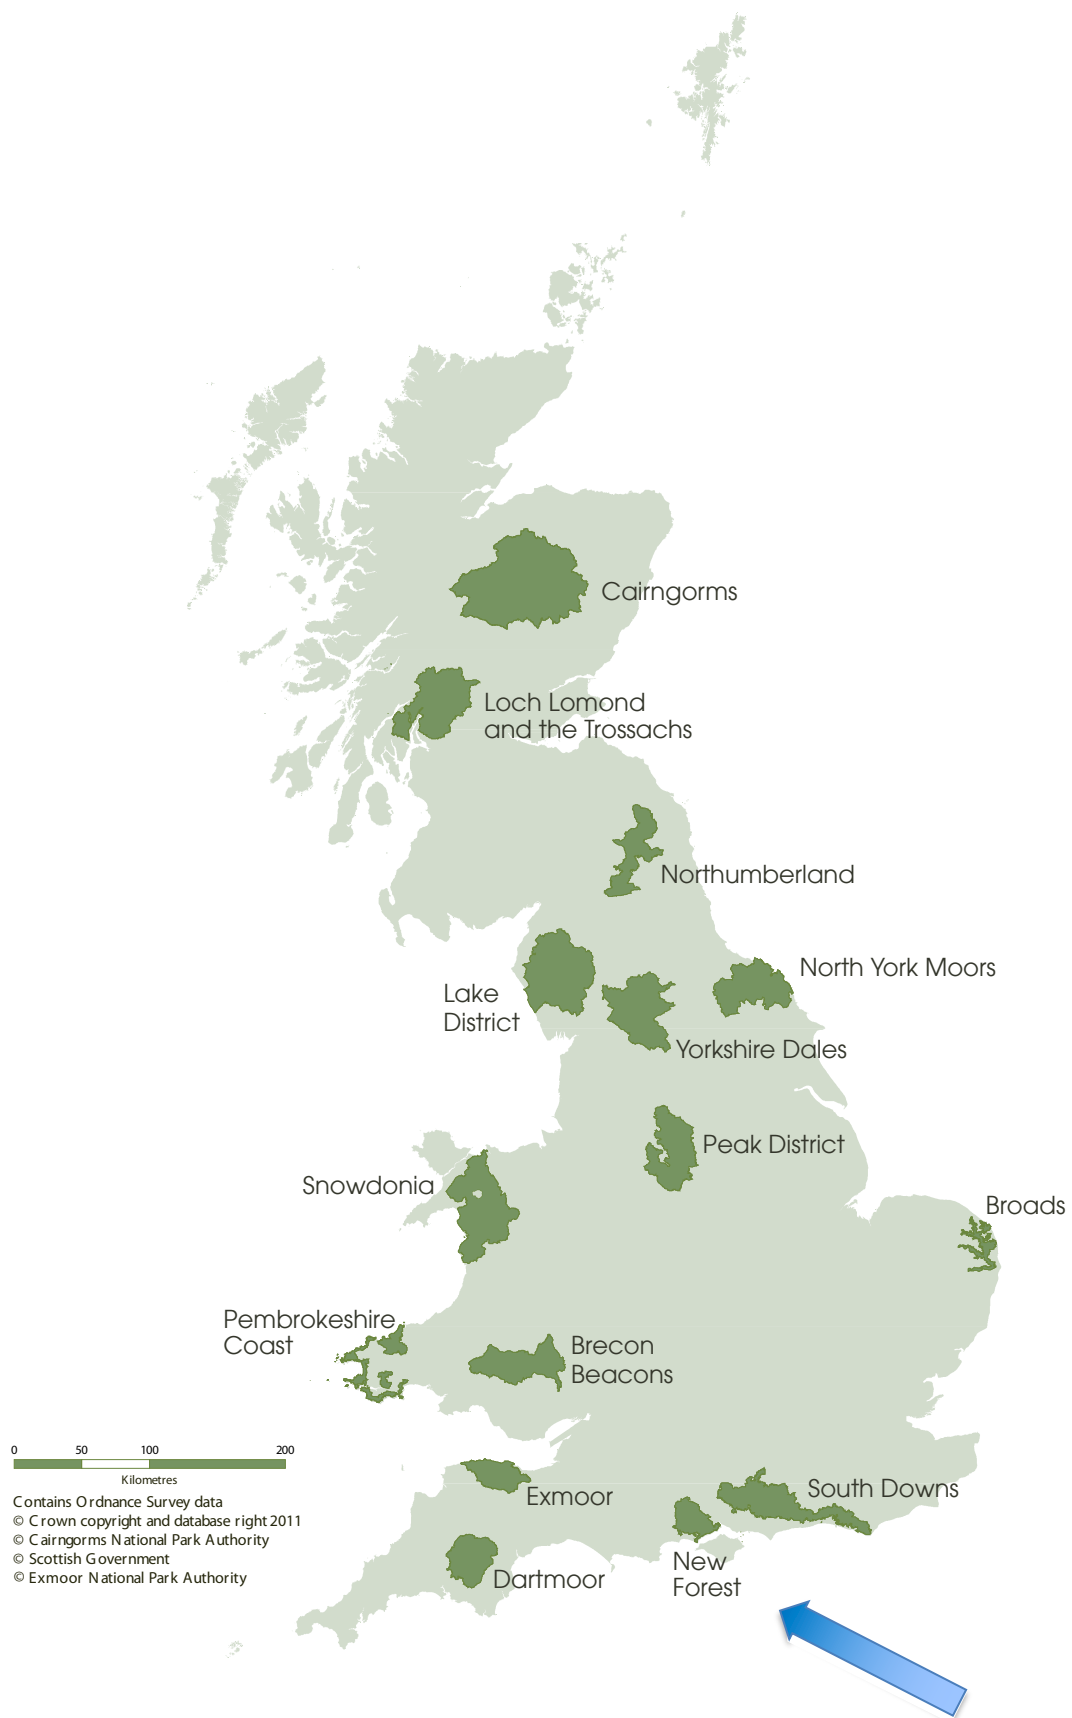 Cairngorms
Loch Lomond
and the Trossachs
Northumberland
North York Moors
Lake
District
Yorkshire Dales
Peak District
Snowdonia
Broads
Pembrokeshire
Coast
Brecon
Beacons
0 50 100 200
Kilometres
South Downs
Exmoor
Contains Ordnance Survey data
© Crown copyright and database right 2011
© Cairngorms National Park Authority
© Scottish Government
© Exmoor National Park Authority
New
Forest
Dartmoor